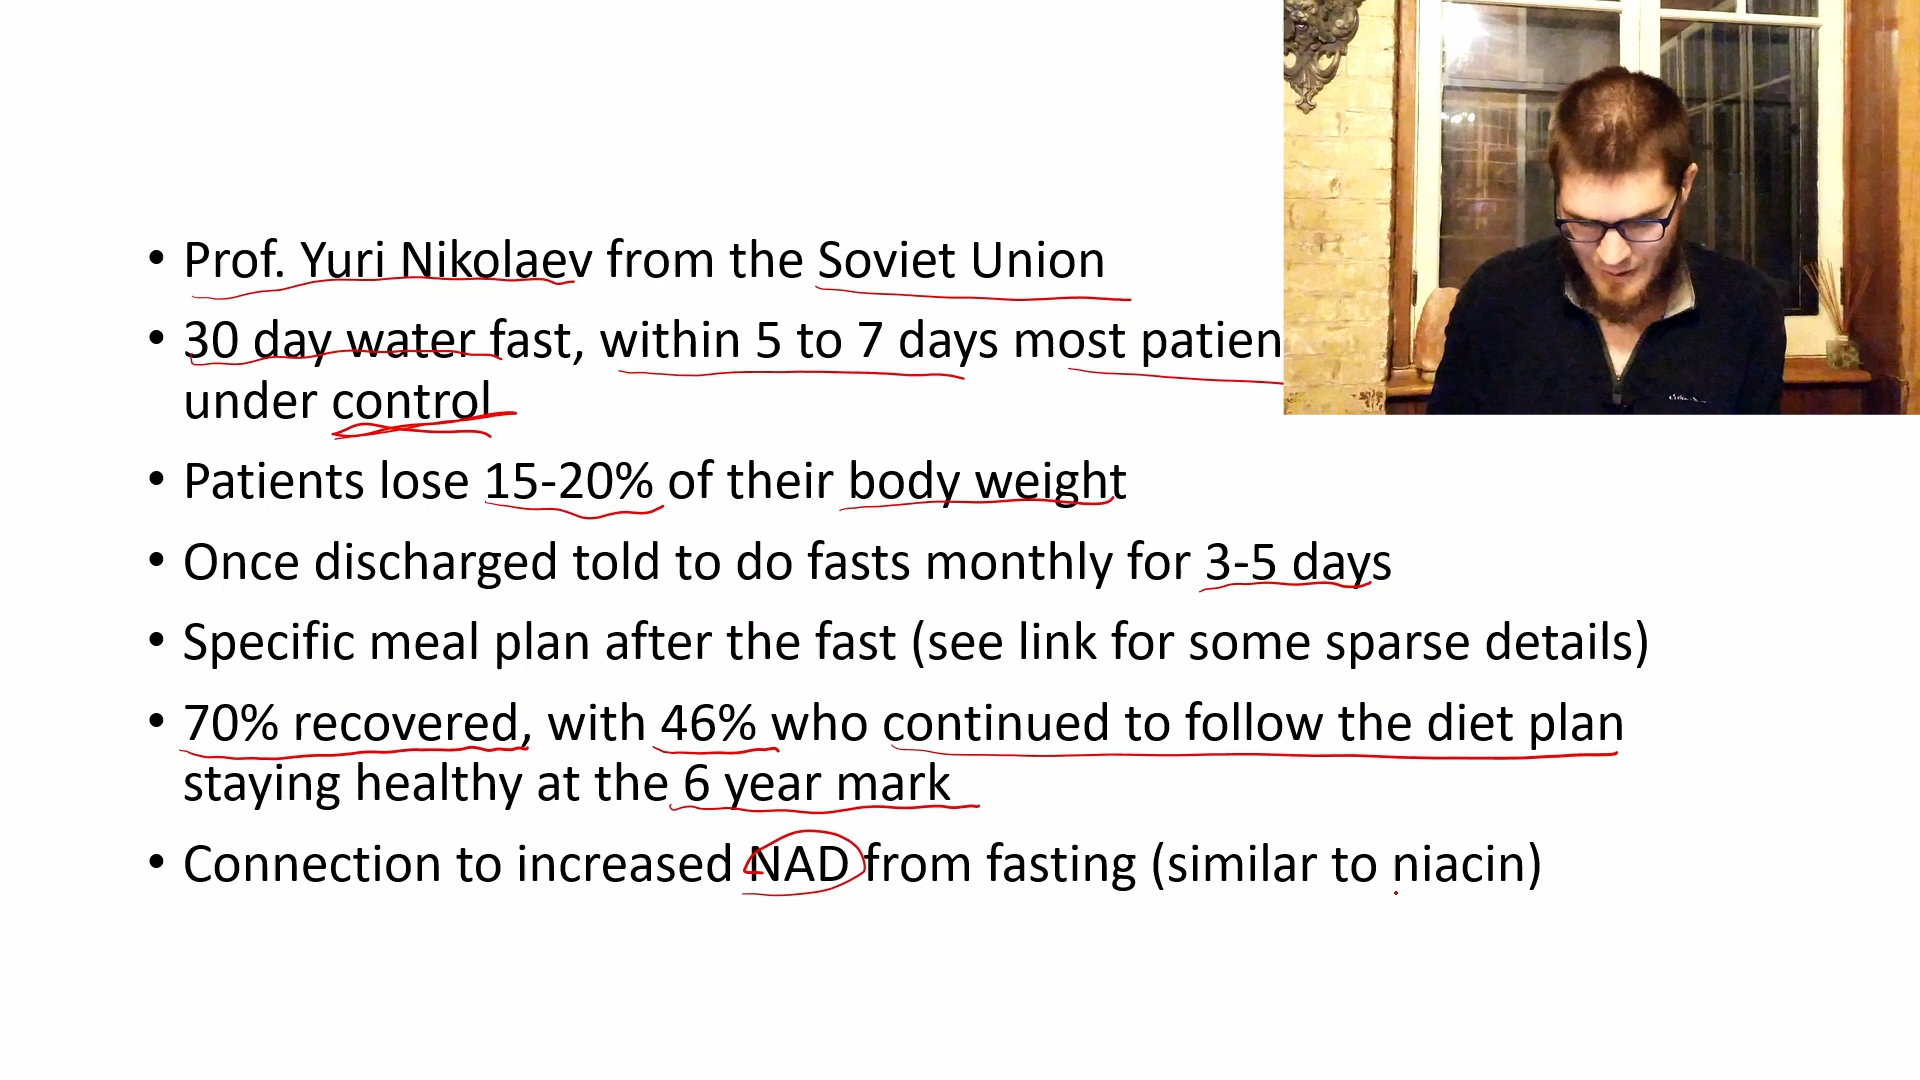 • Prof. Yuri Nikolaev from the Soviet Union
• 30 day water fast, within 5 to 7 days most
under control
• Patients lose 15-20% of their body weight
• Once discharged told to do fasts monthly for 3-5 days
• Specific meal plan after the fast (see link for some sparse details)
• 70% recovered, with 46% who continued to follow the diet plan
staying healthy at the 6 year mark
• Connection to increased NAD from fasting (similar to niacin)